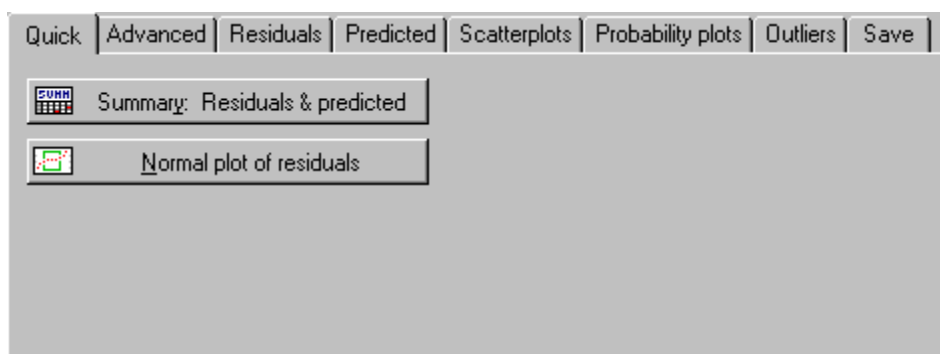 Quick Advanced Residuals Predicted Scatterplots Probability plots Outliers Save
SUMM Summary: Residuals & predicted
Normal plot of residuals